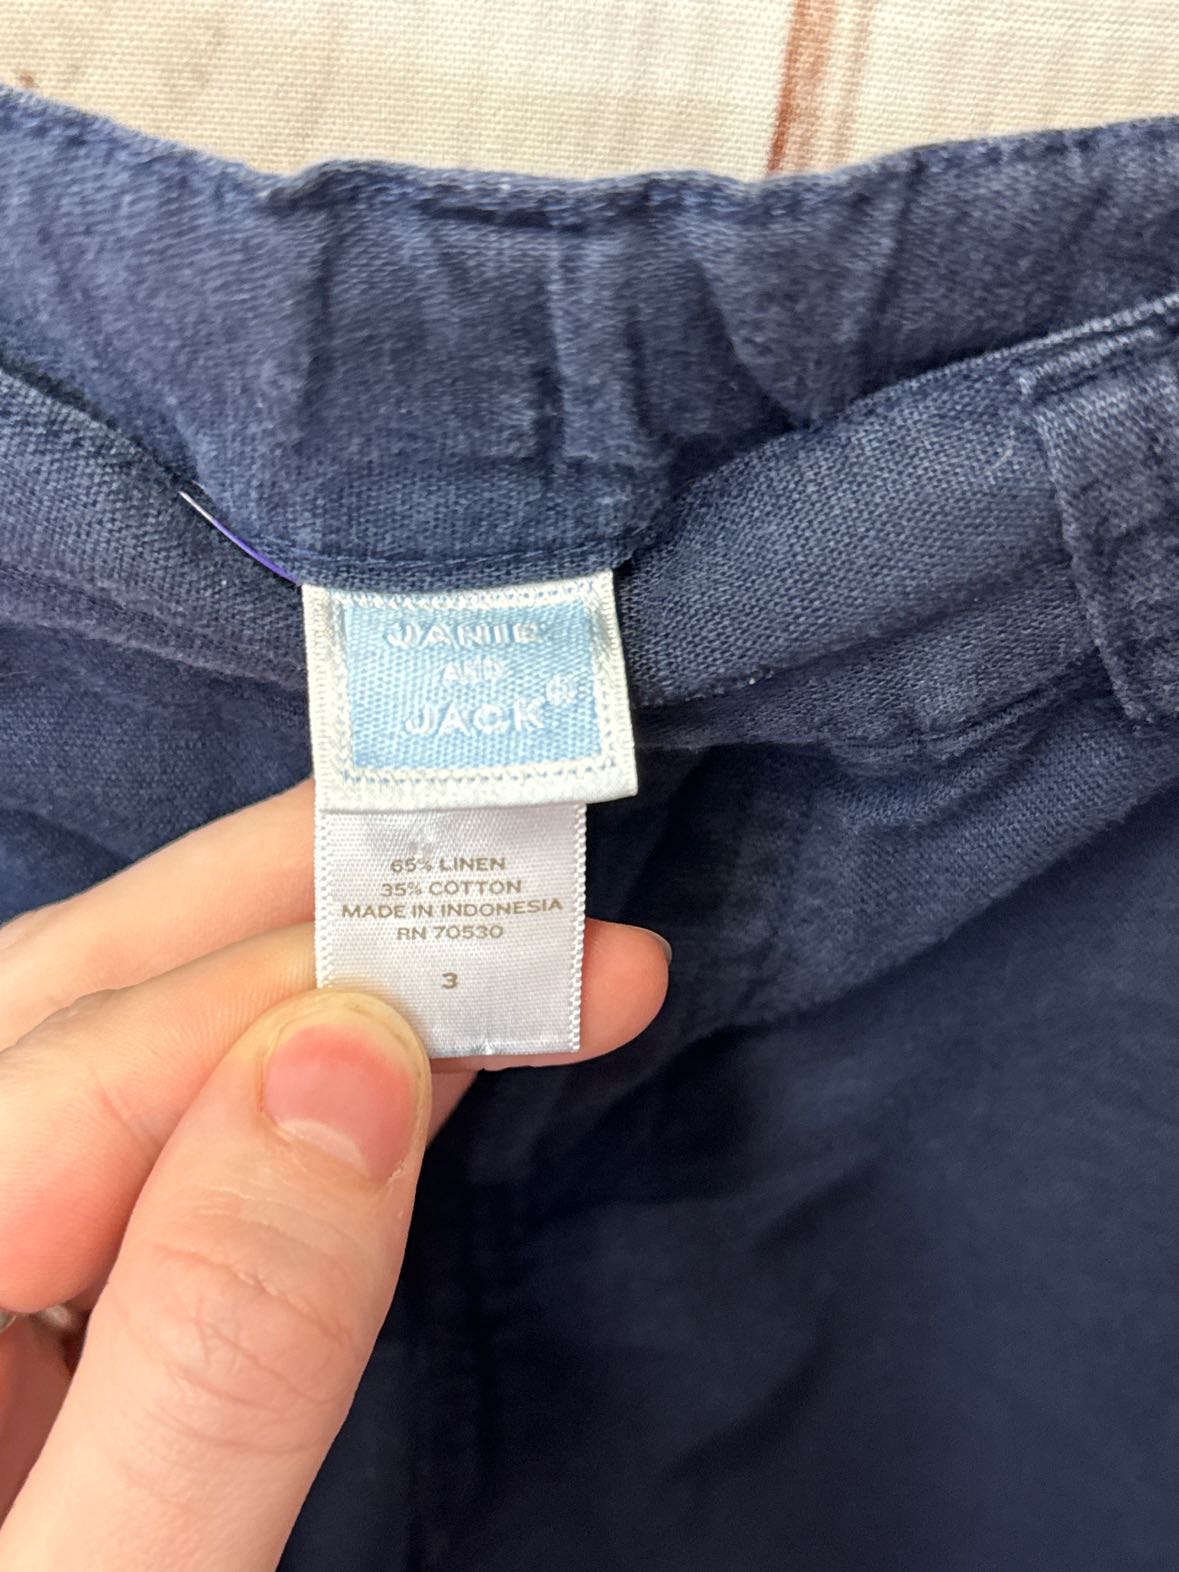 JANIE
AND
JACK®
65% LINEN
35% COTTON
MADE IN INDONESIA
RN 70530
3